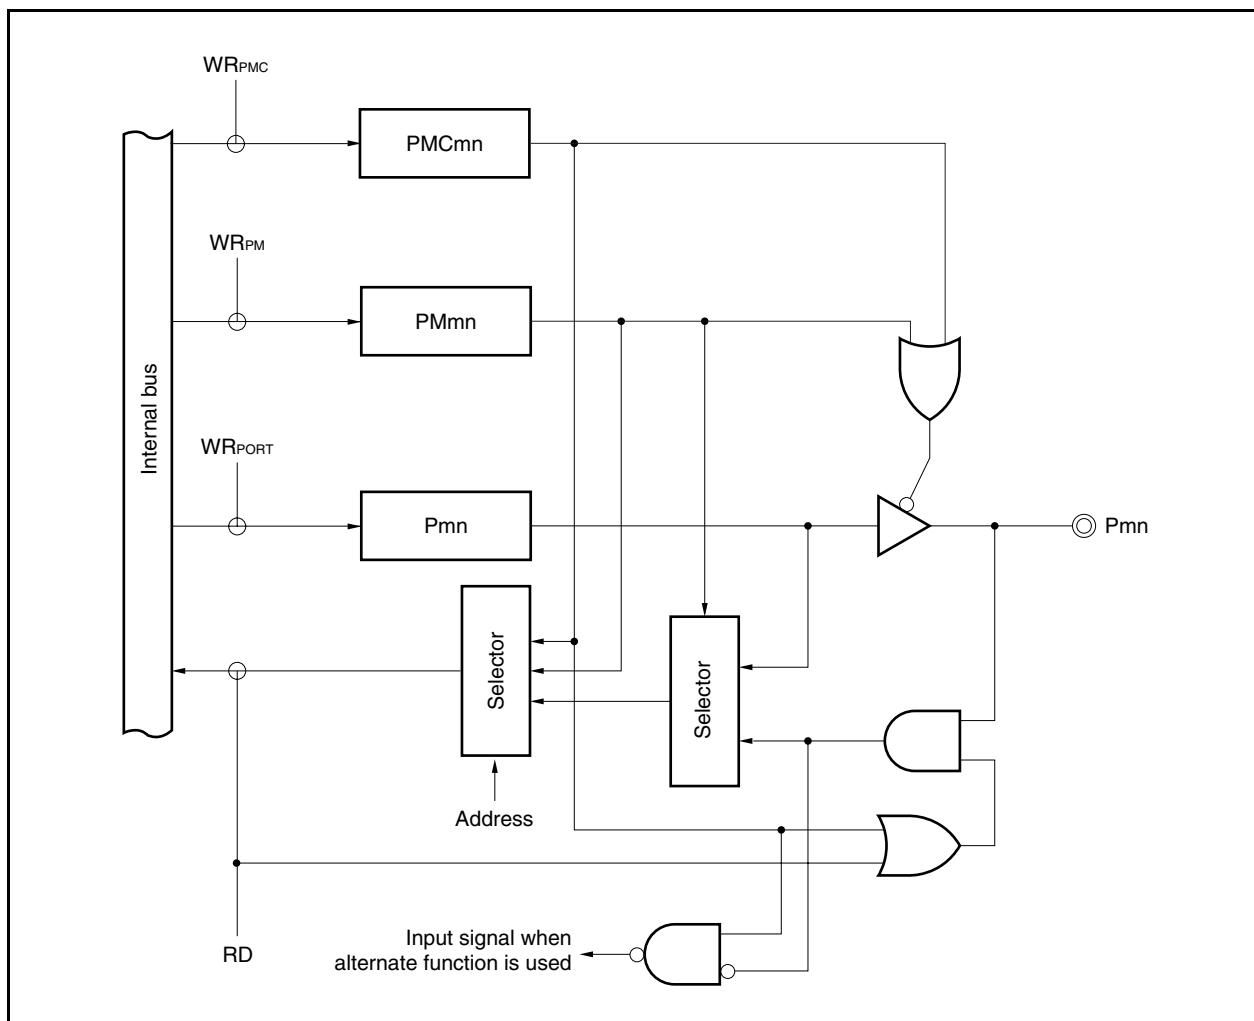 WRPMC
PMCmn
WRPM
PMmn
Internal bus
WRPORT
Pmn
Pmn
Selector
Selector
Address
RD
Input signal when
alternate function is used